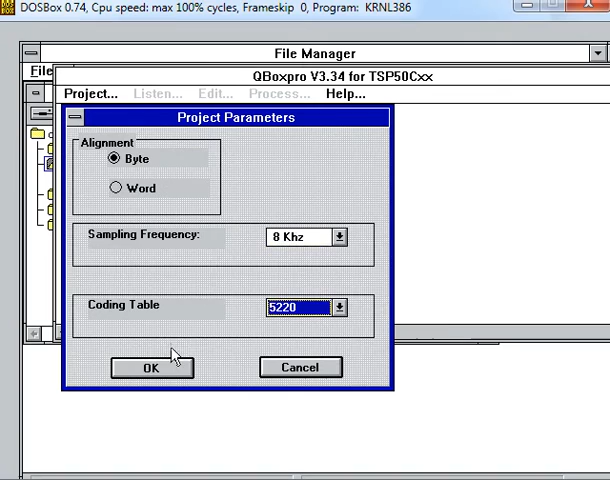 DOSBox 0.74, Cpu speed: max 100% cycles, Frameskip 0, Program: KRNL386
File Manager
File
QBoxpro V3.34 for TSP50Cxx
Project... Listen... Edit... Process... Help...
Project Parameters
Alignment
Byte
Word
Sampling Frequency: 8 Khz
Coding Table 5220
OK Cancel